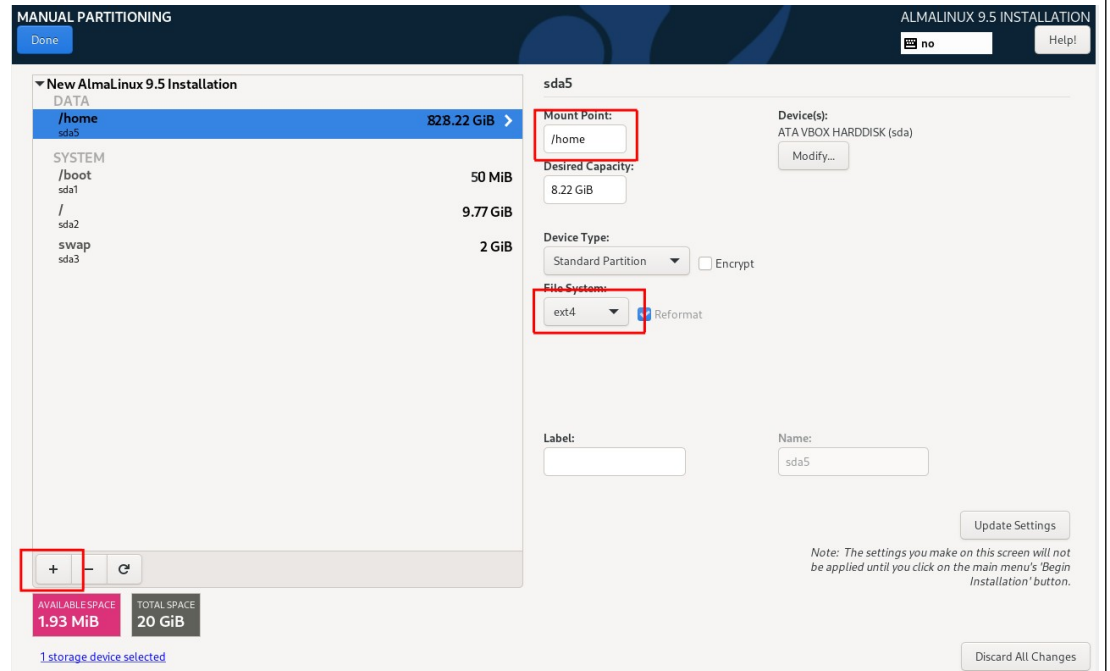 MANUAL PARTITIONING
ALMALINUX 9.5 INSTALLATION
Done
no
Help!
New AlmaLinux 9.5 Installation
DATA
/home
828.22 GiB
sda5
SYSTEM
/boot
50 MiB
sda1
/
9.77 GiB
sda2
swap
2 GiB
sda3
+ -
AVAILABLE SPACE
1.93 MiB
TOTAL SPACE
20 GiB
1 storage device selected
sda5
Mount Point:
/home
Device(s):
ATA VBOX HARDDISK (sda)
Modify...
Desired Capacity:
8.22 GiB
Device Type:
Standard Partition
Encrypt
File System:
ext4
Reformat
Label:
Name:
sda5
Update Settings
Note: The settings you make on this screen will not
be applied until you click on the main menu's 'Begin
Installation' button.
Discard All Changes